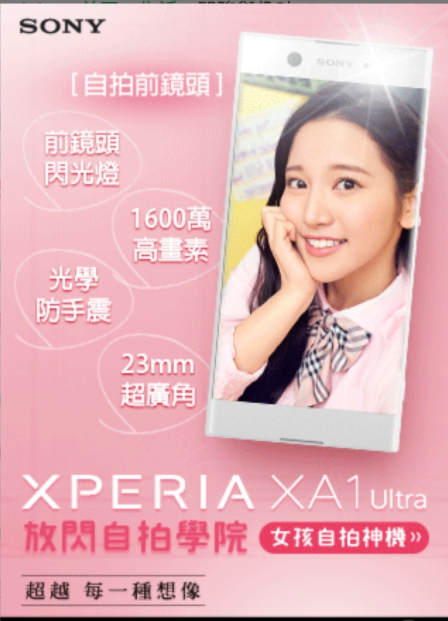 SONY
[自拍前鏡頭]
SONY
前鏡頭
閃光燈
1600萬
高畫素
光學
防手震
23mm
超廣角
XPERIA XA1 Ultra
放閃自拍學院
女孩自拍神機»
超越 每一種想像